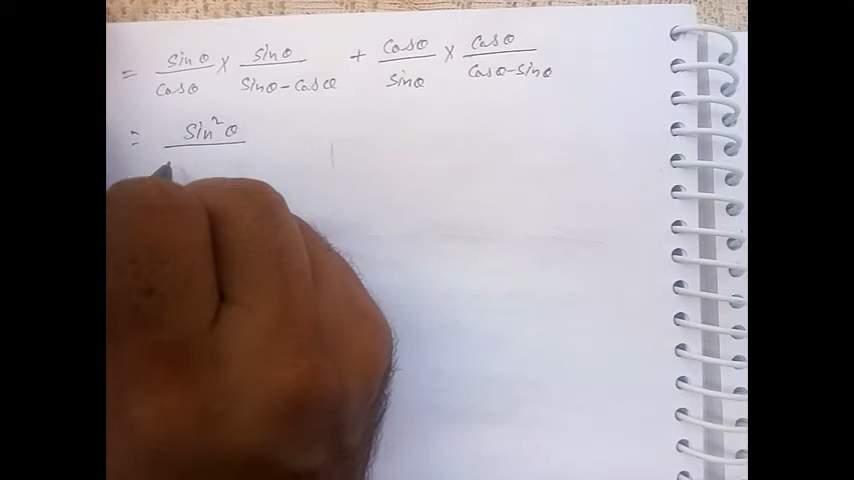 = sinθ/cosθ × sinθ/sinθ-cosθ + cosθ/sinθ × cosθ/cosθ-sinθ
= sin²θ